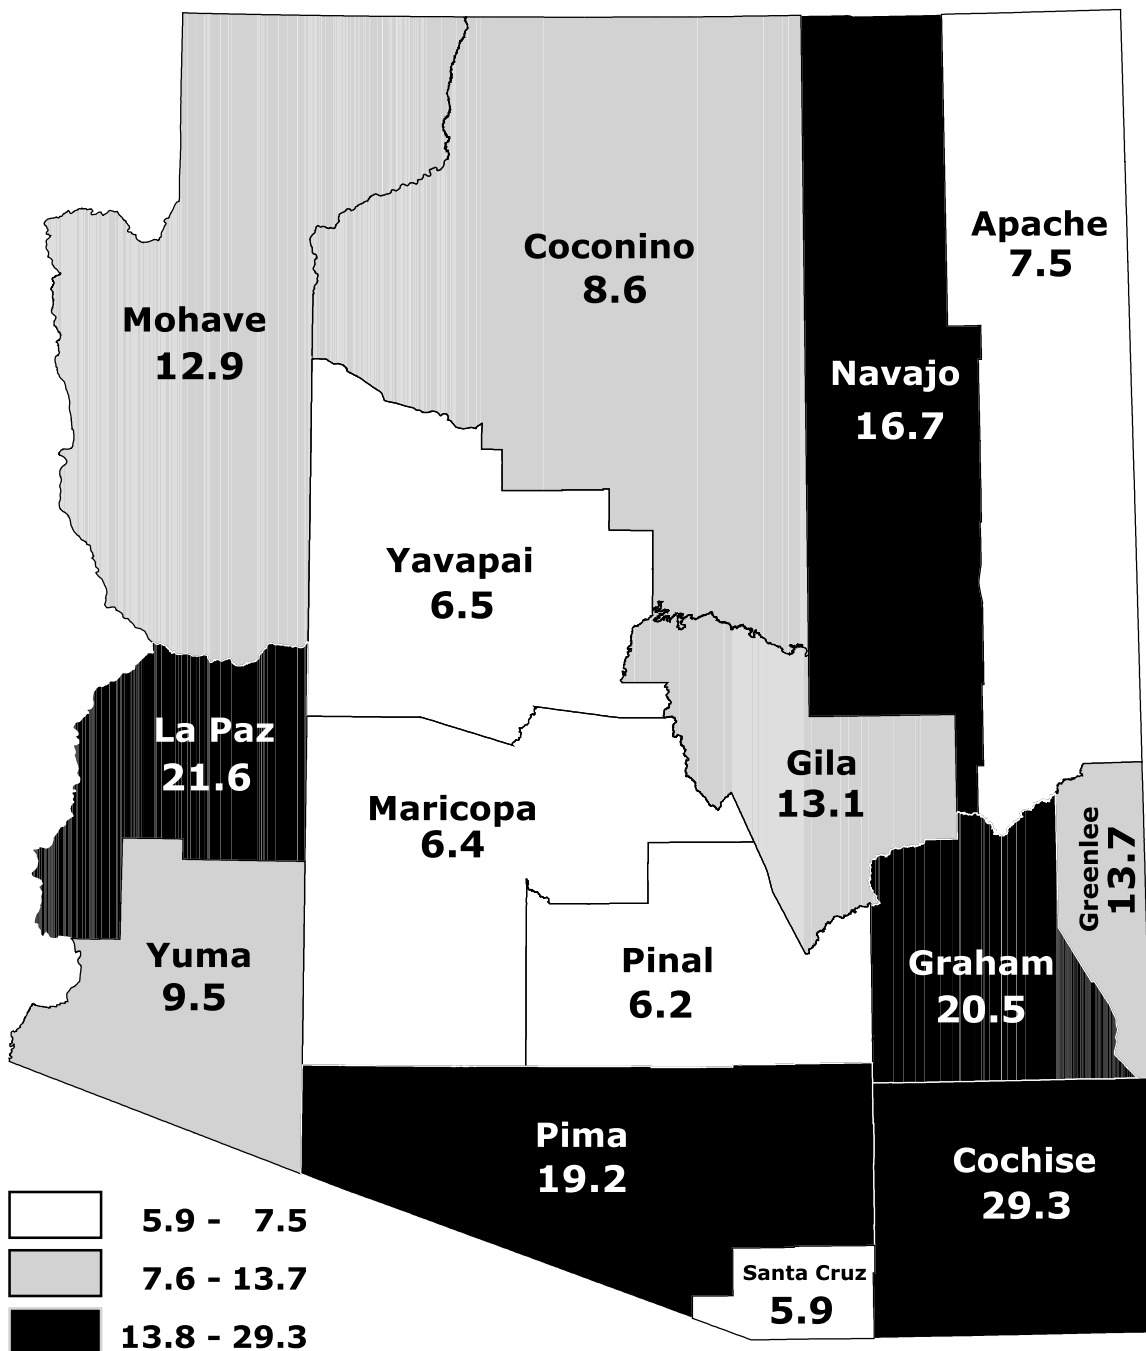 Apache
7.5
Coconino
8.6
Mohave
12.9
Navajo
16.7
Yavapai
6.5
La Paz
21.6
Gila
13.1
Maricopa
6.4
Greenlee
13.7
Yuma
9.5
Pinal
6.2
Graham
20.5
Pima
19.2
Cochise
29.3
Santa Cruz
5.9
5.9 - 7.5
7.6 - 13.7
13.8 - 29.3